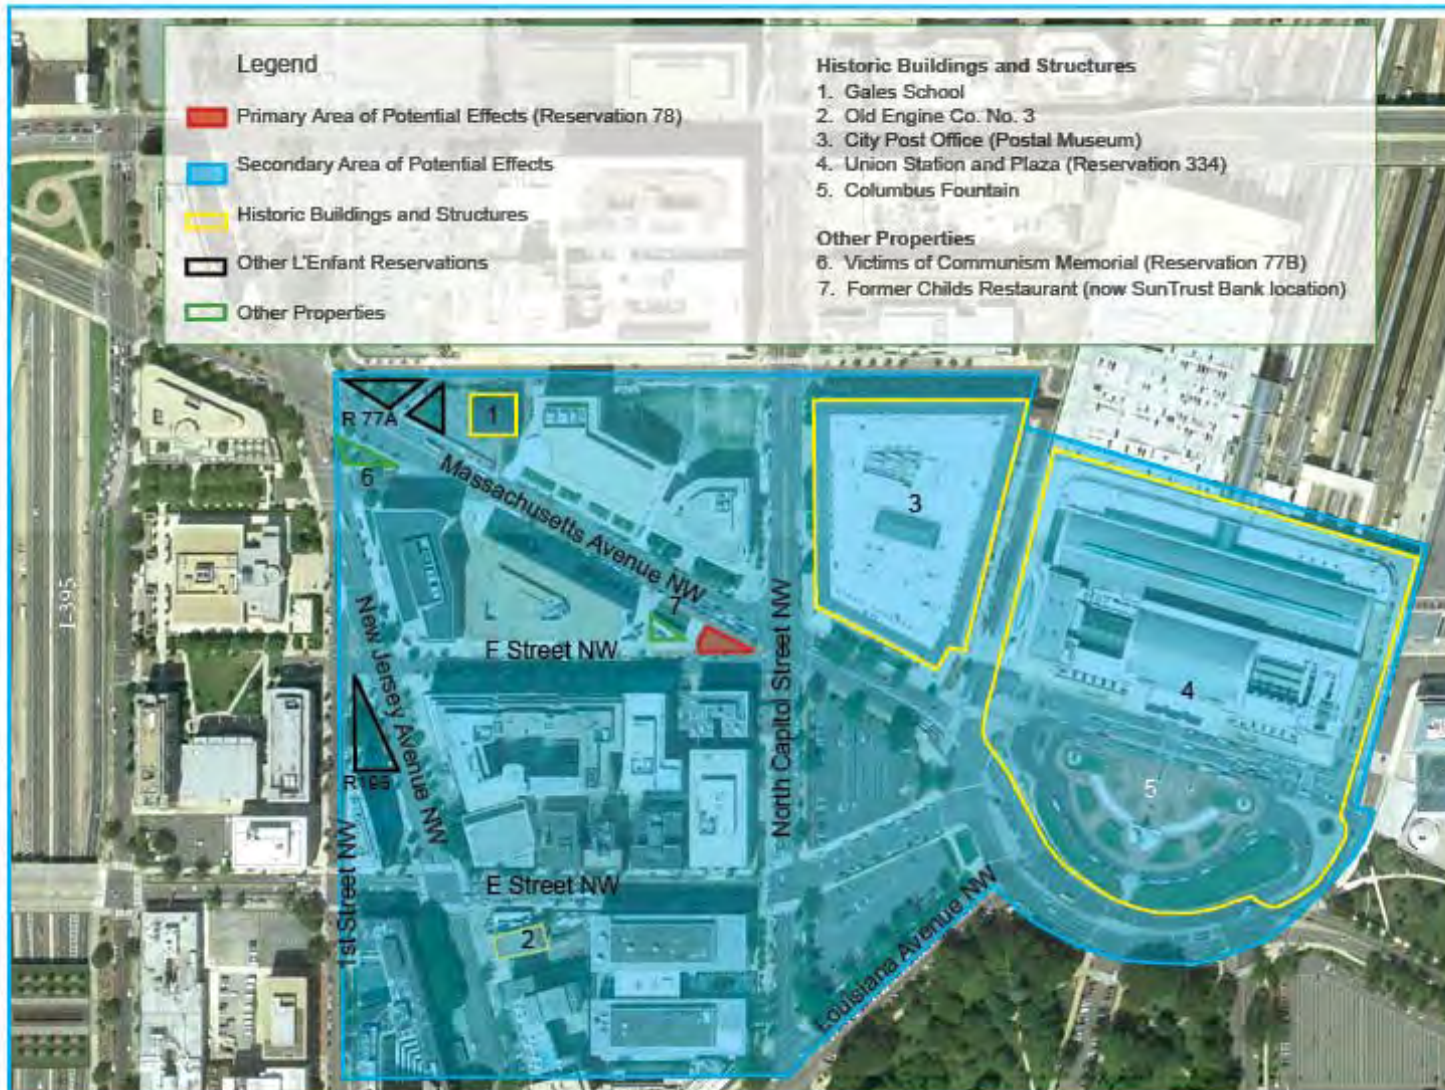 Legend
Primary Area of Potential Effects (Reservation 78)
Secondary Area of Potential Effects
Historic Buildings and Structures
Other L'Enfant Reservations
Other Properties
Historic Buildings and Structures
1. Gales School
2. Old Engine Co. No. 3
3. City Post Office (Postal Museum)
4. Union Station and Plaza (Reservation 334)
5. Columbus Fountain
Other Properties
6. Victims of Communism Memorial (Reservation 77B)
7. Former Childs Restaurant (now SunTrust Bank location)
R 77A
1
6
Massachusetts Avenue NW
3
7
I-395
New Jersey Avenue NW
F Street NW
North Capitol Street NW
4
5
1st Street NW
E Street NW
2
Louisiana Avenue NW